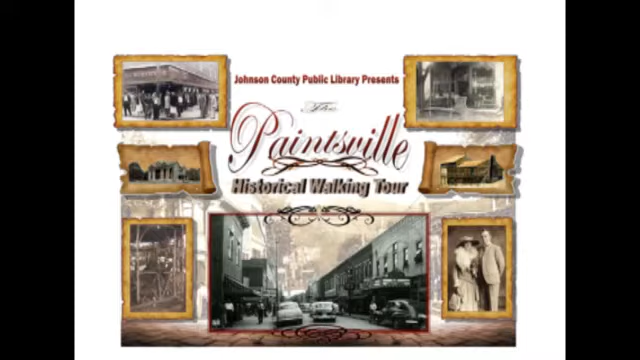 Johnson County Public Library Presents
The
Paintsville
Historical Walking Tour